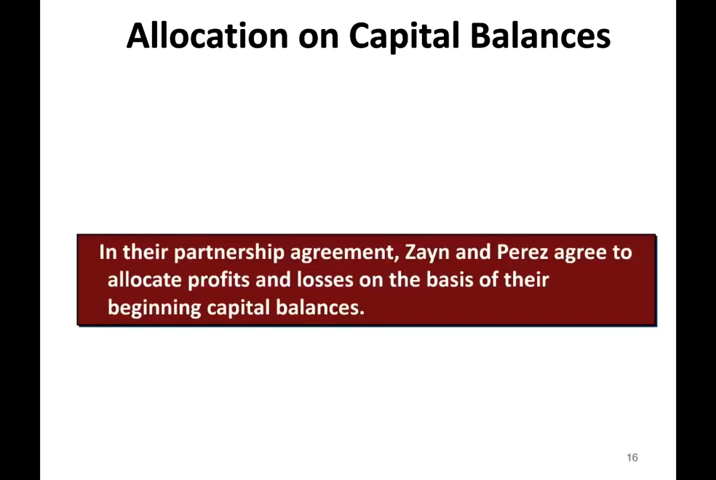 Allocation on Capital Balances
In their partnership agreement, Zayn and Perez agree to
allocate profits and losses on the basis of their
beginning capital balances.
16